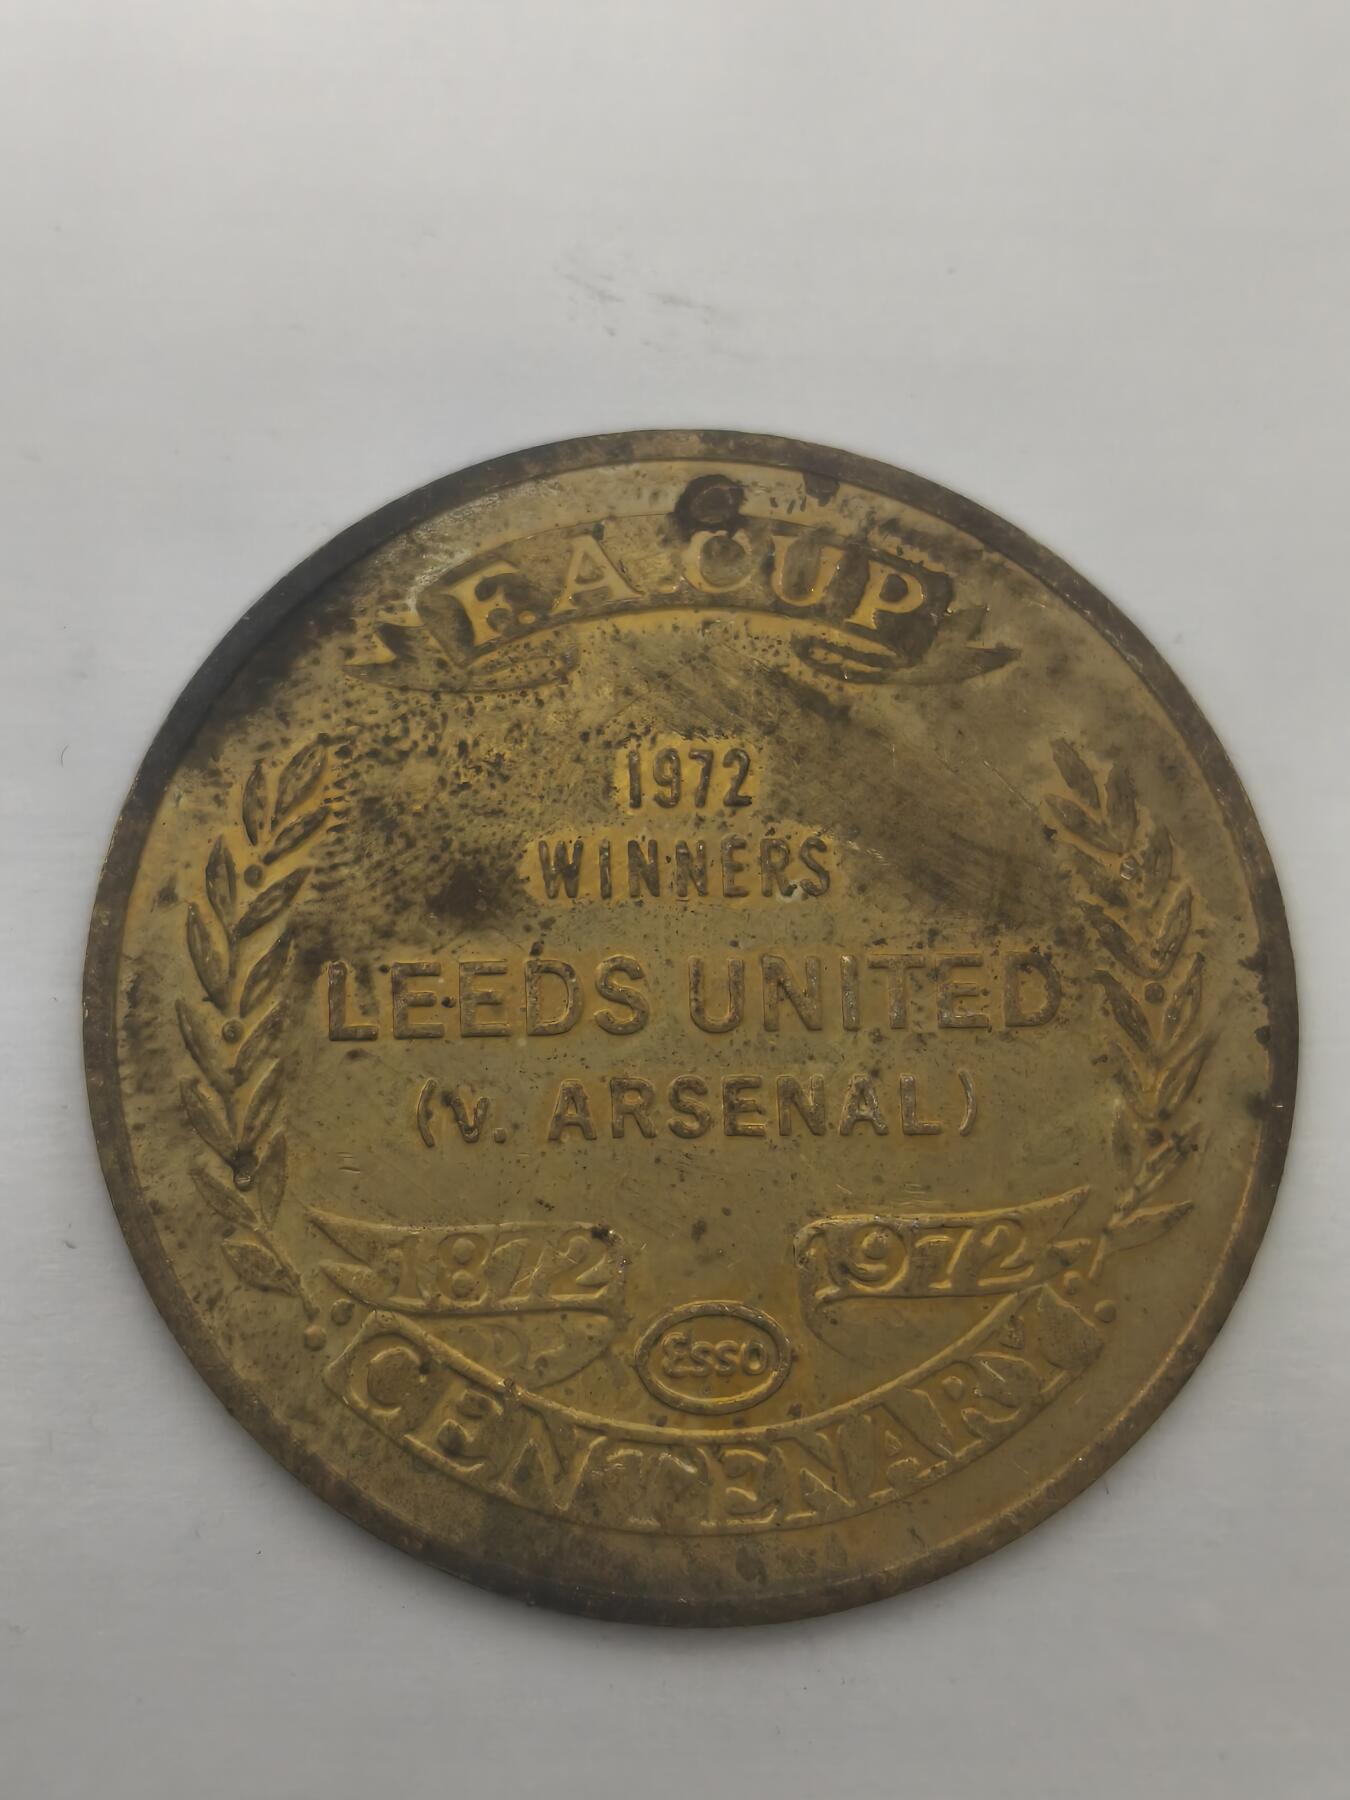 F.A.CUP
1972
WINNERS
LEEDS UNITED
(v. ARSENAL)
1872 1972
Esso
CENTENARY